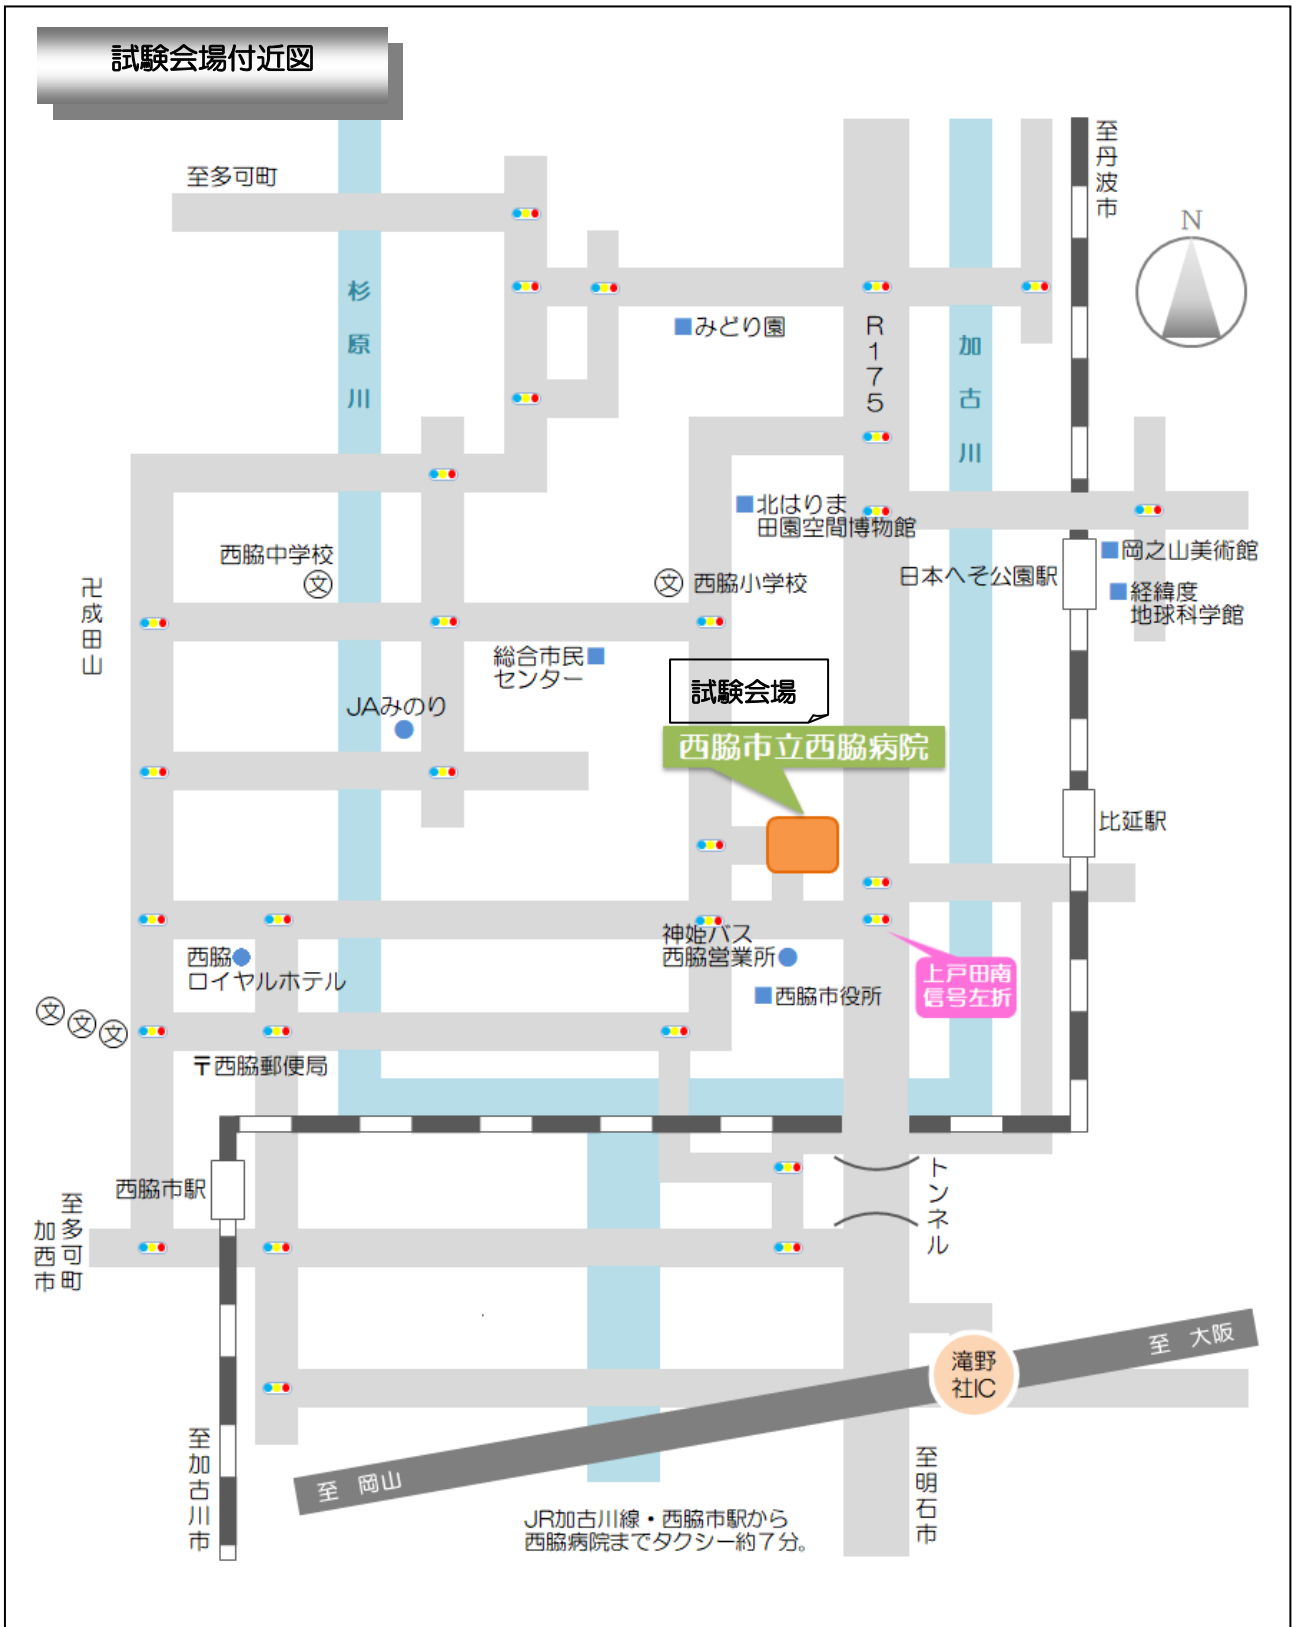 試験会場付近図
至多可町
至丹波市
N
杉原川
みどり園
R175
加古川
北はりま
田園空間博物館
西脇中学校
文
文
西脇小学校
日本へそ公園駅
岡之山美術館
経緯度
地球科学館
卍成田山
総合市民
センター
試験会場
JAみのり
西脇市立西脇病院
比延駅
神姫バス
西脇営業所
西脇
ロイヤルホテル
上戸田南
信号左折
西脇市役所
文
文
文
〒西脇郵便局
トンネル
西脇市駅
至多可町
加西市
至 大阪
滝野
社IC
至加古川市
至 岡山
至明石市
JR加古川線・西脇市駅から
西脇病院までタクシー約7分。